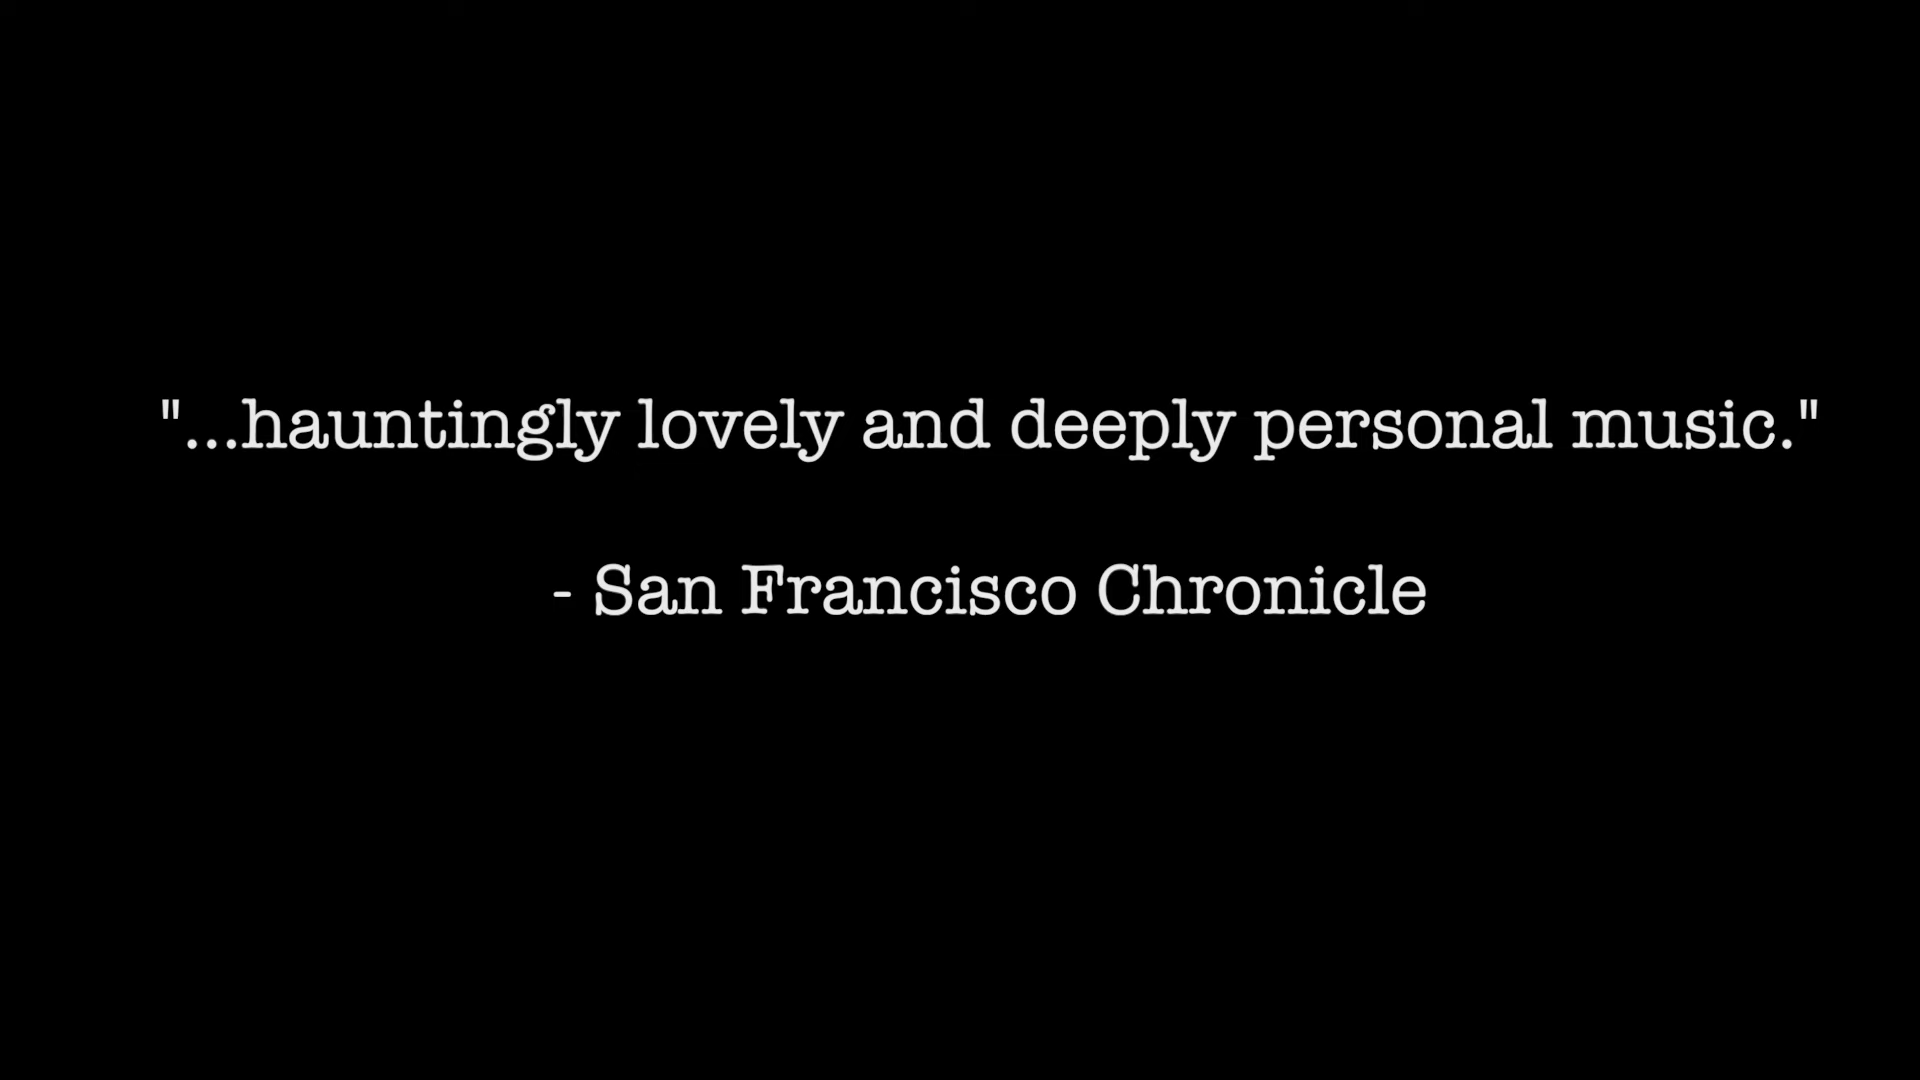 "...hauntingly lovely and deeply personal music."
- San Francisco Chronicle